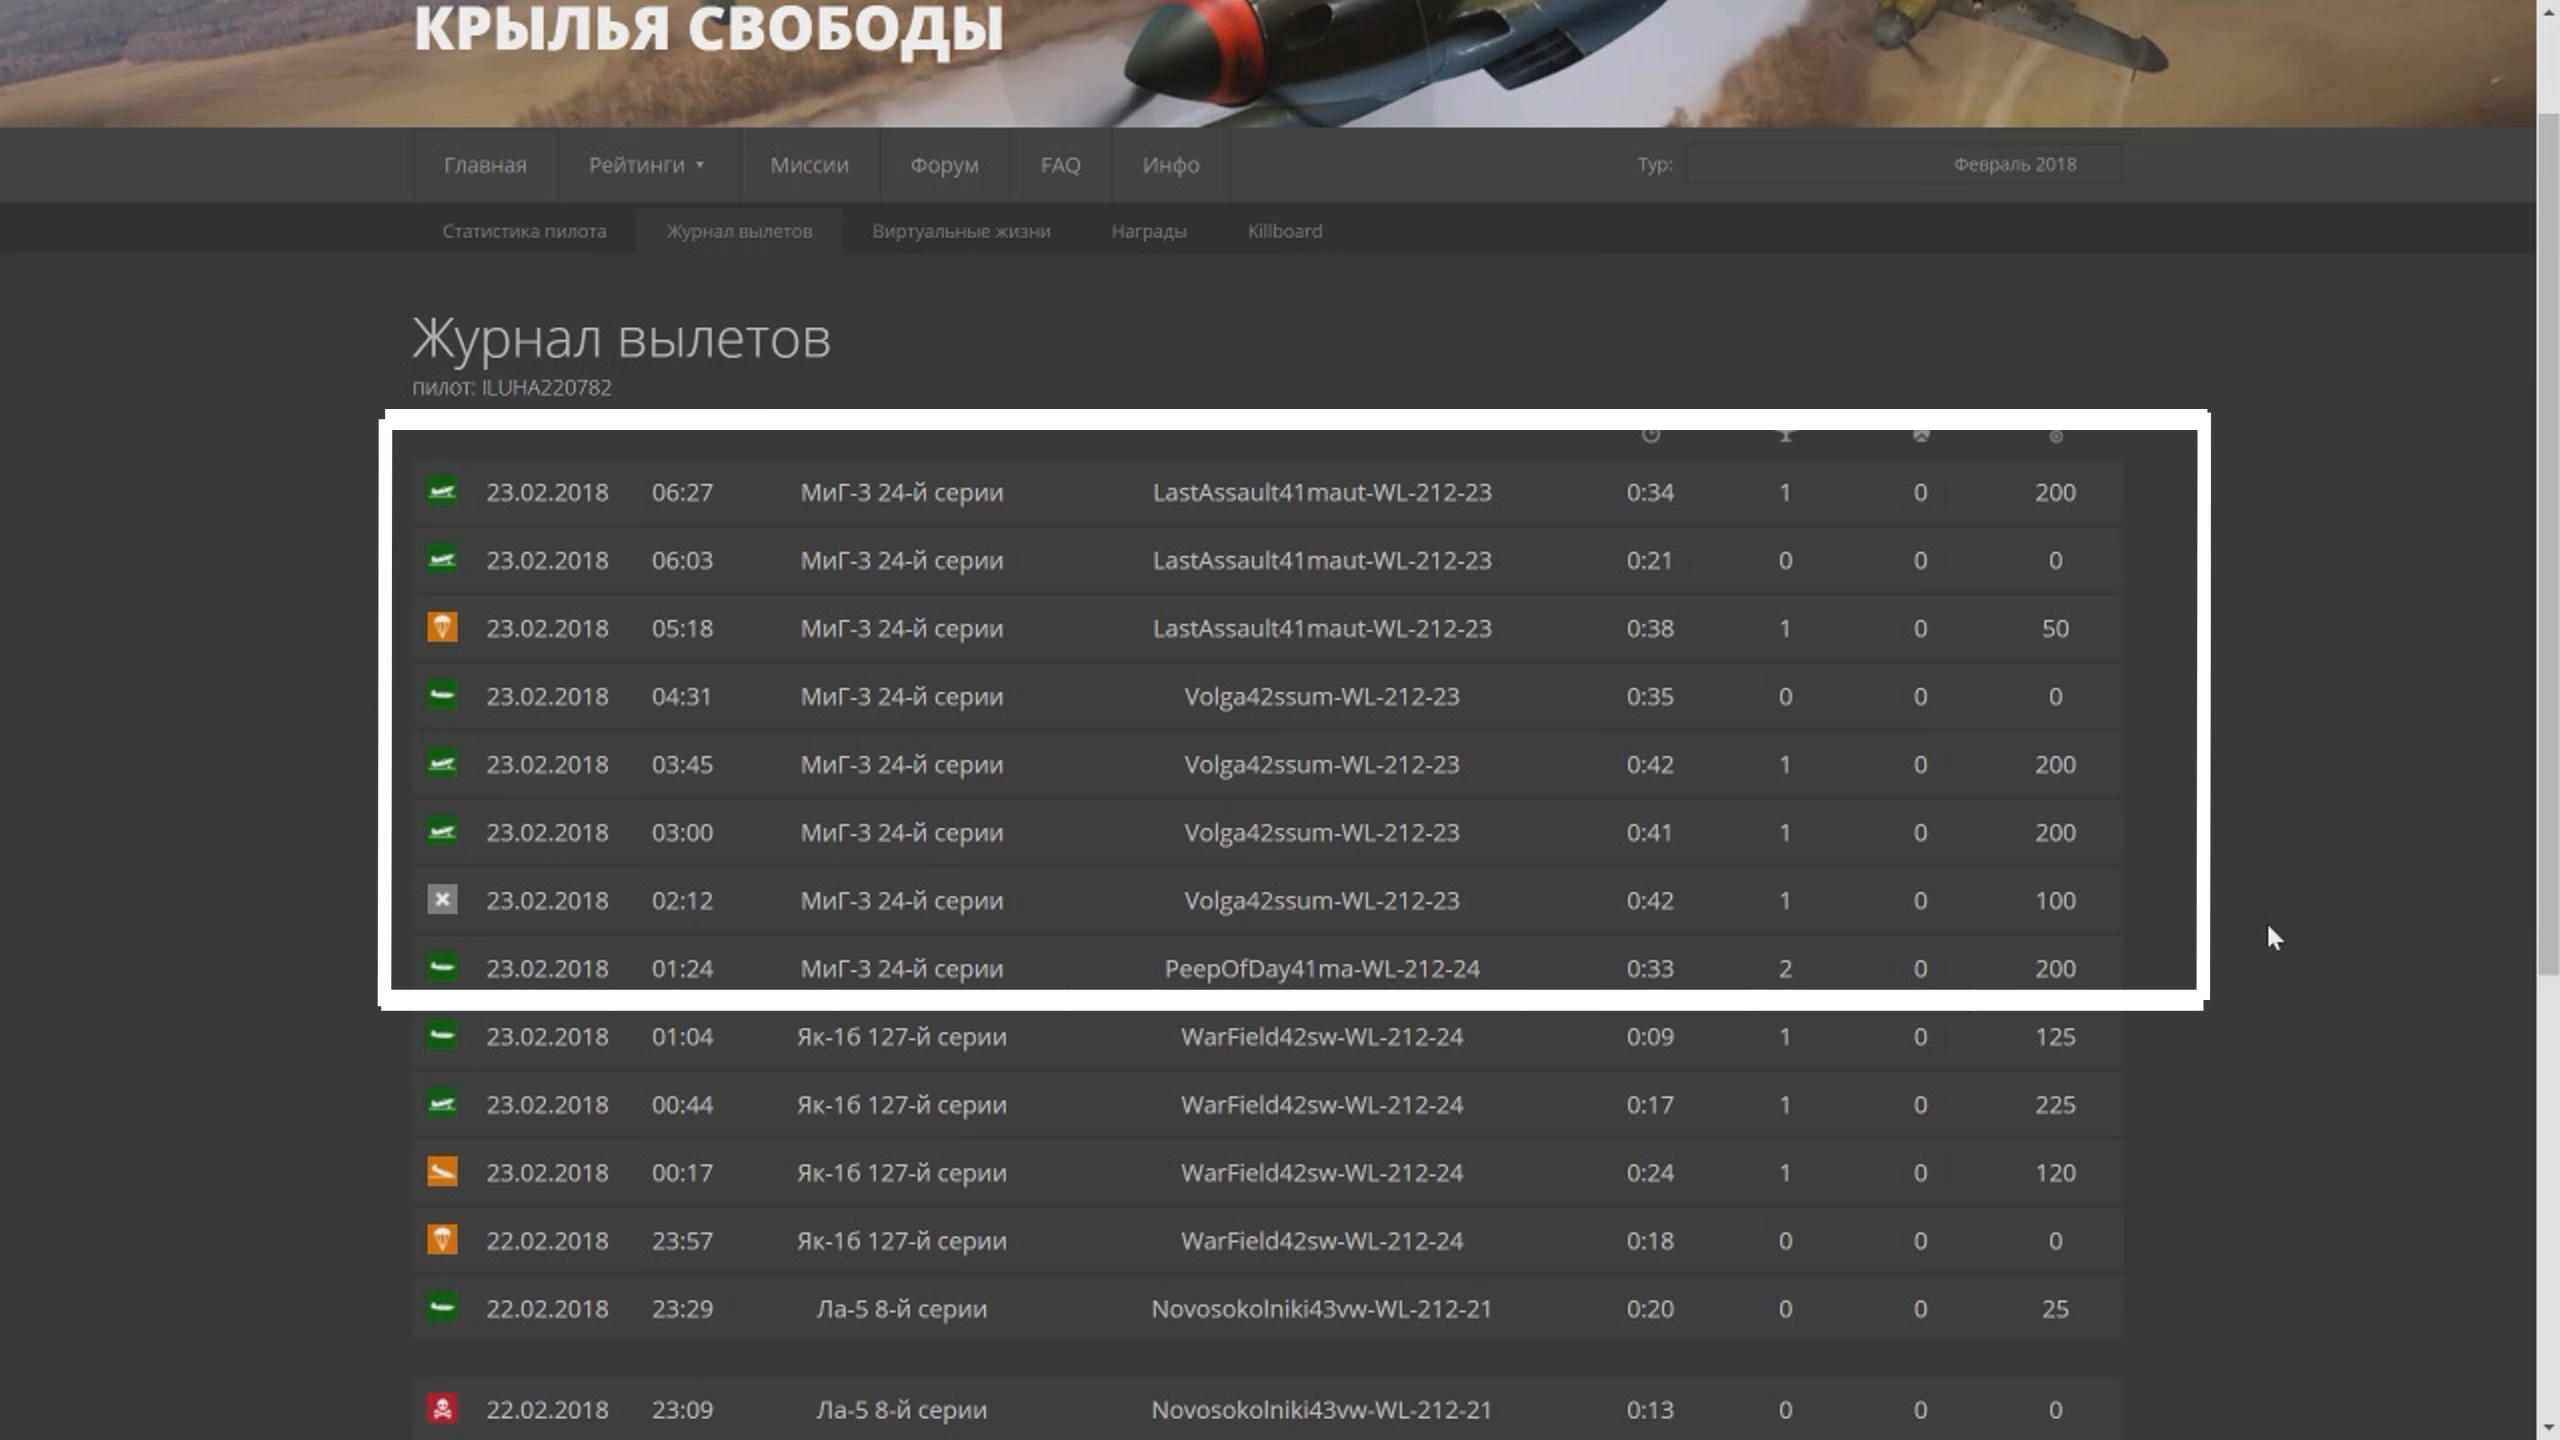 КРЫЛЬЯ СВОБОДЫ
Главная Рейтинги Миссии Форум FAQ Инфо Тур: Февраль 2018
Статистика пилота Журнал вылетов Виртуальные жизни Награды Killboard
Журнал вылетов
пилот: ILUHA220782
23.02.2018 06:27 МиГ-3 24-й серии LastAssault41maut-WL-212-23 0:34 1 0 200
23.02.2018 06:03 МиГ-3 24-й серии LastAssault41maut-WL-212-23 0:21 0 0 0
23.02.2018 05:18 МиГ-3 24-й серии LastAssault41maut-WL-212-23 0:38 1 0 50
23.02.2018 04:31 МиГ-3 24-й серии Volga42ssum-WL-212-23 0:35 0 0 0
23.02.2018 03:45 МиГ-3 24-й серии Volga42ssum-WL-212-23 0:42 1 0 200
23.02.2018 03:00 МиГ-3 24-й серии Volga42ssum-WL-212-23 0:41 1 0 200
23.02.2018 02:12 МиГ-3 24-й серии Volga42ssum-WL-212-23 0:42 1 0 100
23.02.2018 01:24 МиГ-3 24-й серии PeepOfDay41ma-WL-212-24 0:33 2 0 200
23.02.2018 01:04 Як-1б 127-й серии WarField42sw-WL-212-24 0:09 1 0 125
23.02.2018 00:44 Як-1б 127-й серии WarField42sw-WL-212-24 0:17 1 0 225
23.02.2018 00:17 Як-1б 127-й серии WarField42sw-WL-212-24 0:24 1 0 120
22.02.2018 23:57 Як-1б 127-й серии WarField42sw-WL-212-24 0:18 0 0 0
22.02.2018 23:29 Ла-5 8-й серии Novosokolniki43vw-WL-212-21 0:20 0 0 25
22.02.2018 23:09 Ла-5 8-й серии Novosokolniki43vw-WL-212-21 0:13 0 0 0